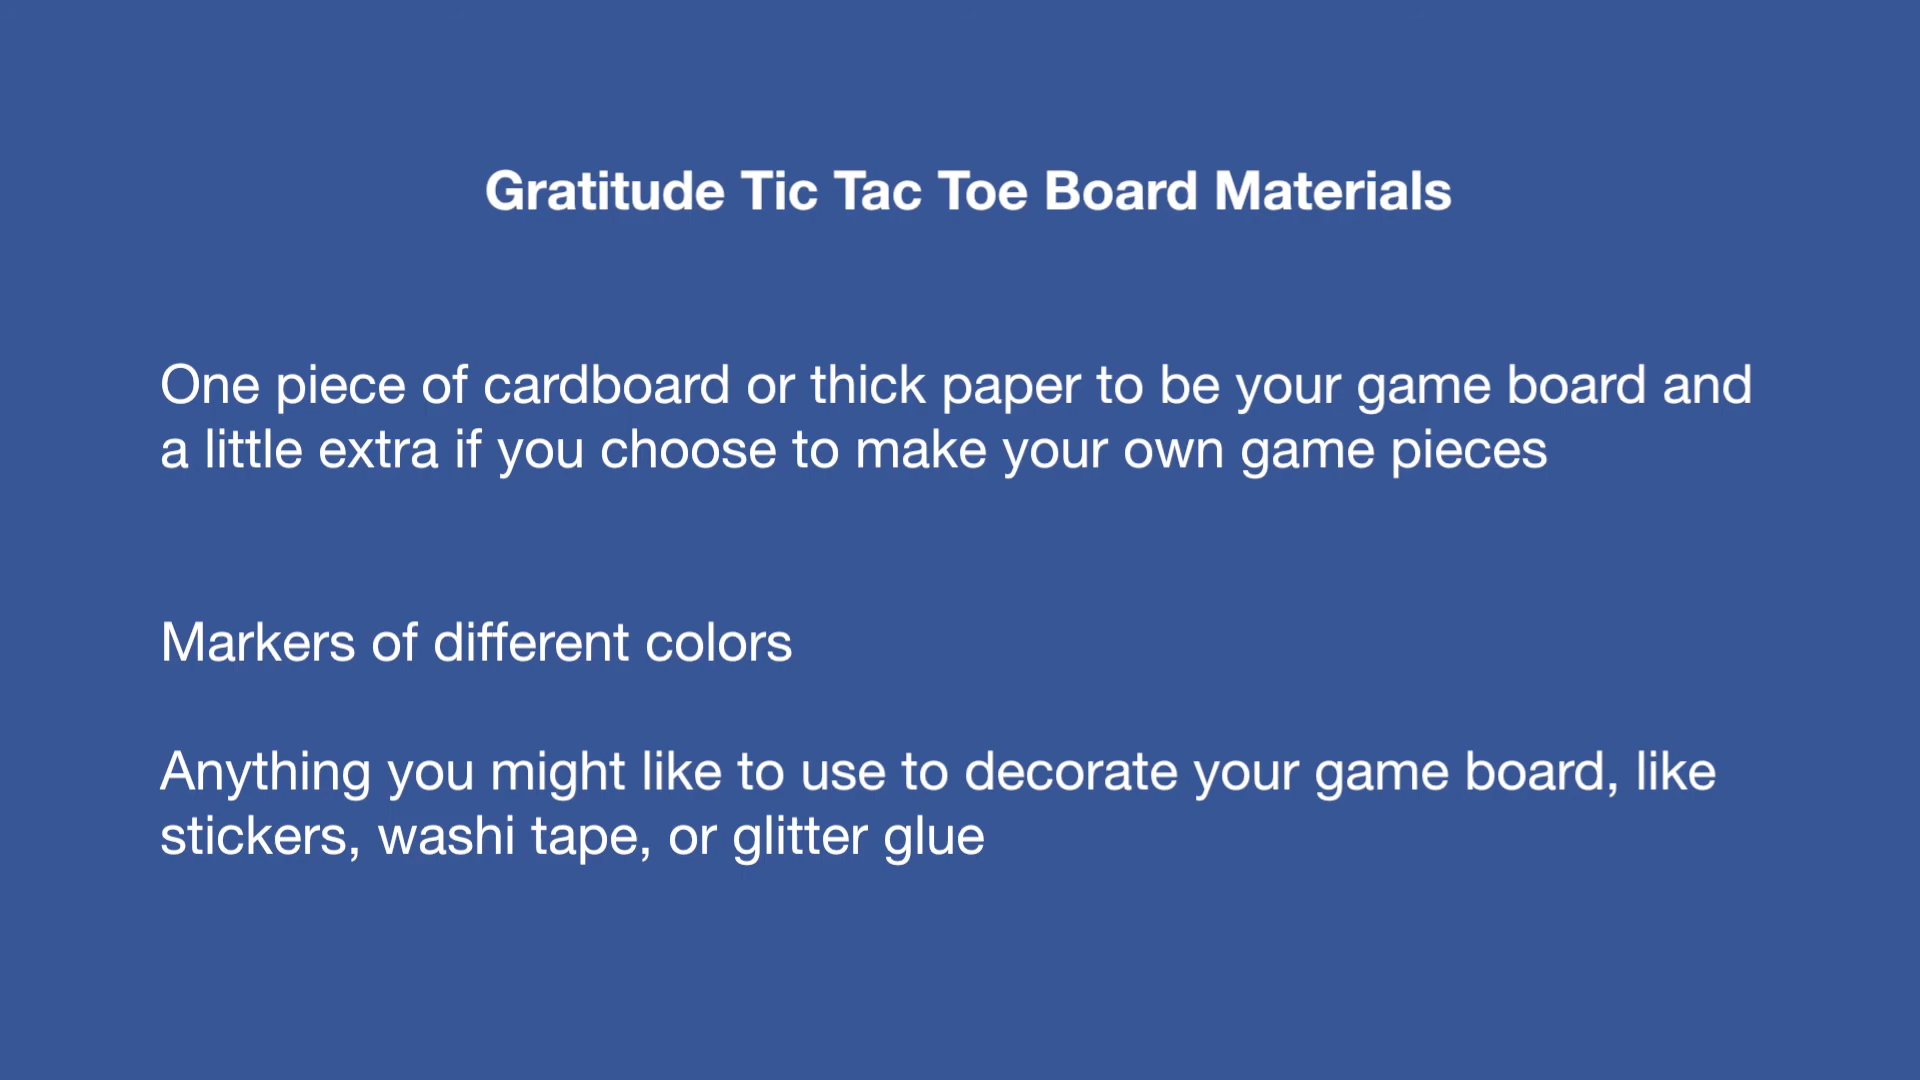 Gratitude Tic Tac Toe Board Materials
One piece of cardboard or thick paper to be your game board and
a little extra if you choose to make your own game pieces
Markers of different colors
Anything you might like to use to decorate your game board, like
stickers, washi tape, or glitter glue